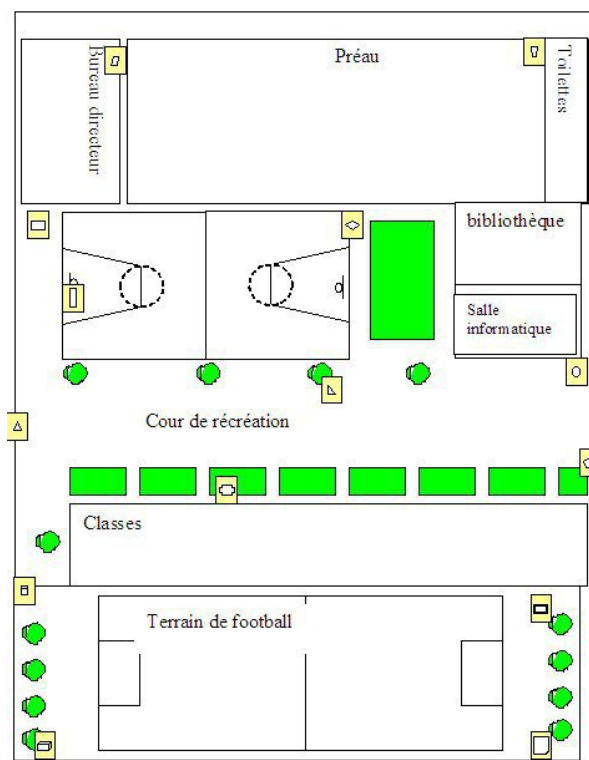 Bureau directeur
Préau
Toilettes
bibliothèque
Salle
informatique
Cour de récréation
Classes
Terrain de football